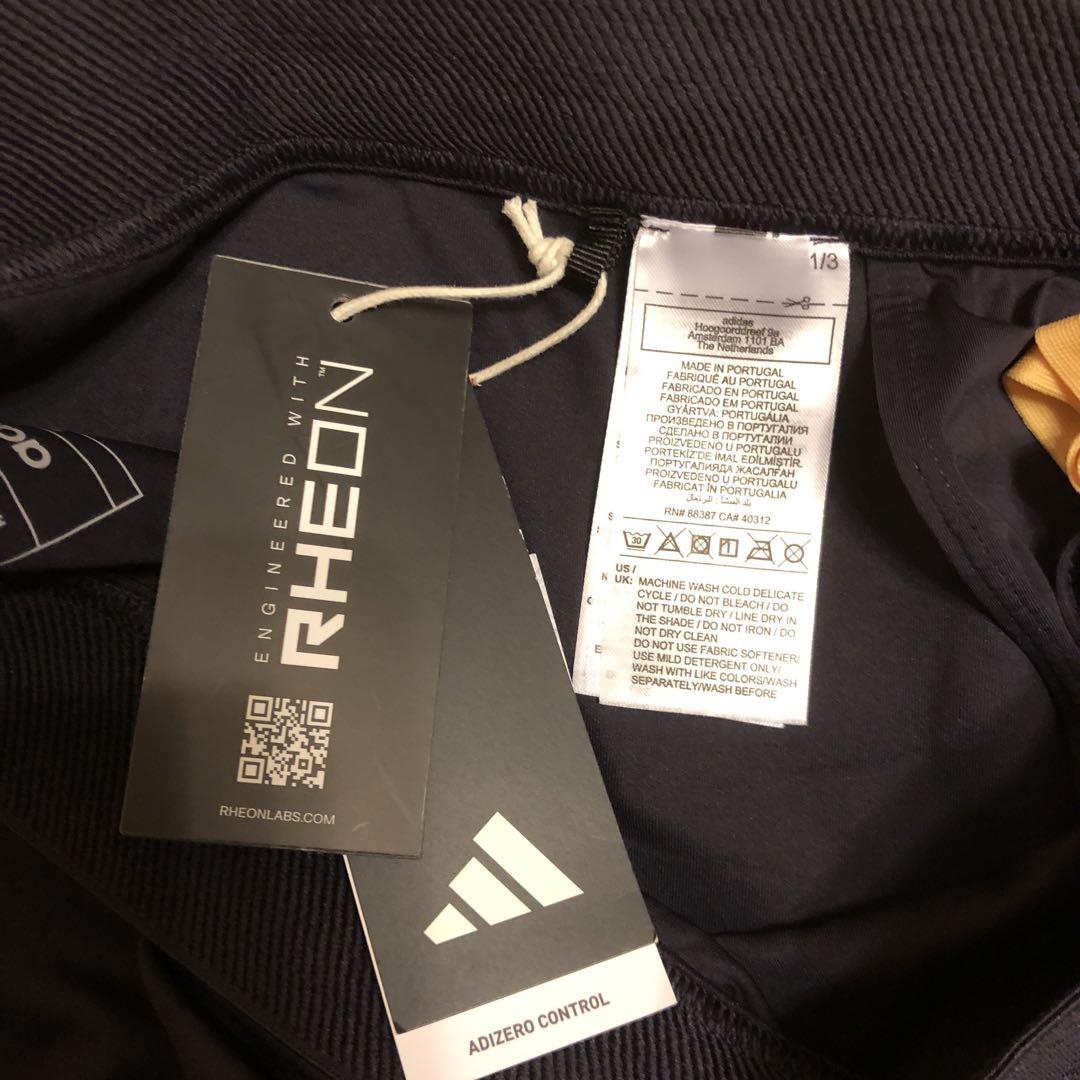 ENGINEERED WITH
RHEON™
RHEONLABS.COM
ADIZERO CONTROL
1/3
adidas
Hoogoorddreef 9a
Amsterdam 1101 BA
The Netherlands
MADE IN PORTUGAL
FABRIQUÉ AU PORTUGAL
FABRICADO EN PORTUGAL
FABRICADO EM PORTUGAL
GYÁRTVA: PORTUGÁLIA
ПРОИЗВЕДЕНО В ПОРТУГАЛИЯ
СДЕЛАНО В ПОРТУГАЛИИ
PROIZVEDENO U PORTUGALU
PORTEKİZ'DE İMAL EDİLMİŞTİR.
ПОРТУГАЛИЯДА ЖАСАЛҒАН
PROIZVEDENO U PORTUGALU
FABRICAT ÎN PORTUGALIA
بلد المنشأ: البرتغال
RN# 88387 CA# 40312
30
US /
UK: MACHINE WASH COLD DELICATE
CYCLE / DO NOT BLEACH / DO
NOT TUMBLE DRY / LINE DRY IN
THE SHADE / DO NOT IRON / DO
NOT DRY CLEAN
DO NOT USE FABRIC SOFTENER/
USE MILD DETERGENT ONLY/
WASH WITH LIKE COLORS/WASH
SEPARATELY/WASH BEFORE